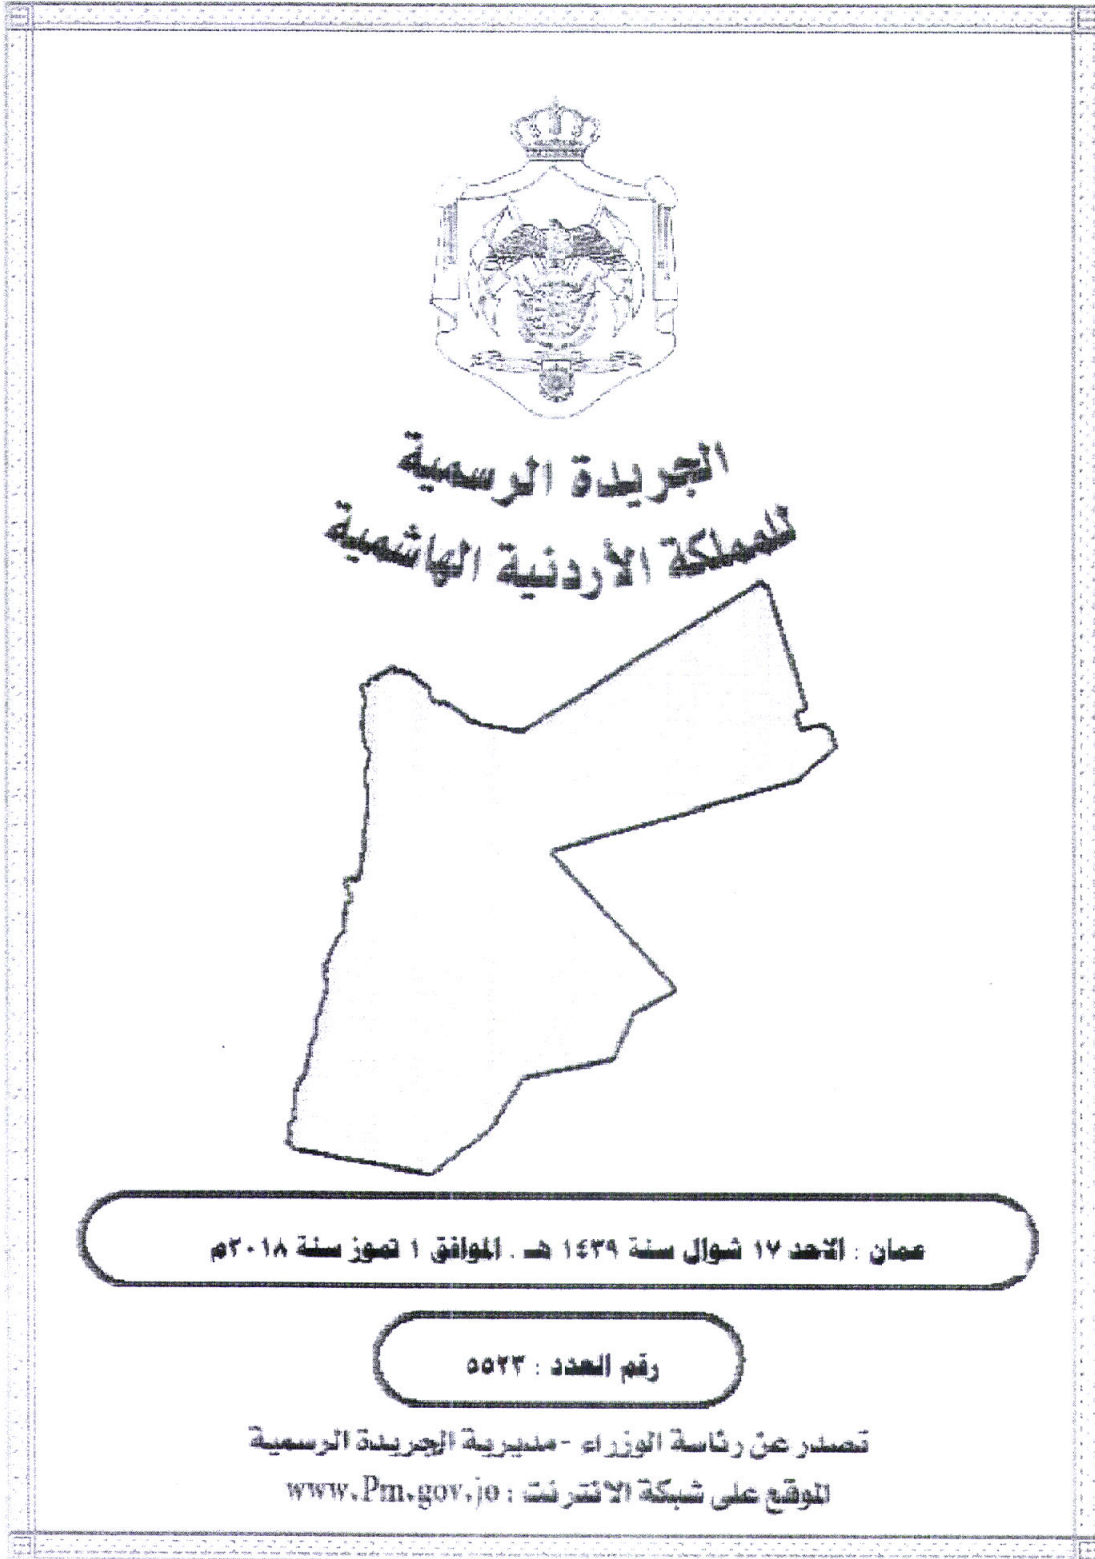 الجريدة الرسمية
للمملكة الأردنية الهاشمية
عمان : الاحد ١٧ شوال سنة ١٤٣٩ هـ . الموافق ١ تموز سنة ٢٠١٨م
رقم العدد : ٥٥٢٣
تصدر عن رئاسة الوزراء -مديرية الجريدة الرسمية
الموقع على شبكة الانترنت : www.Pm.gov.jo